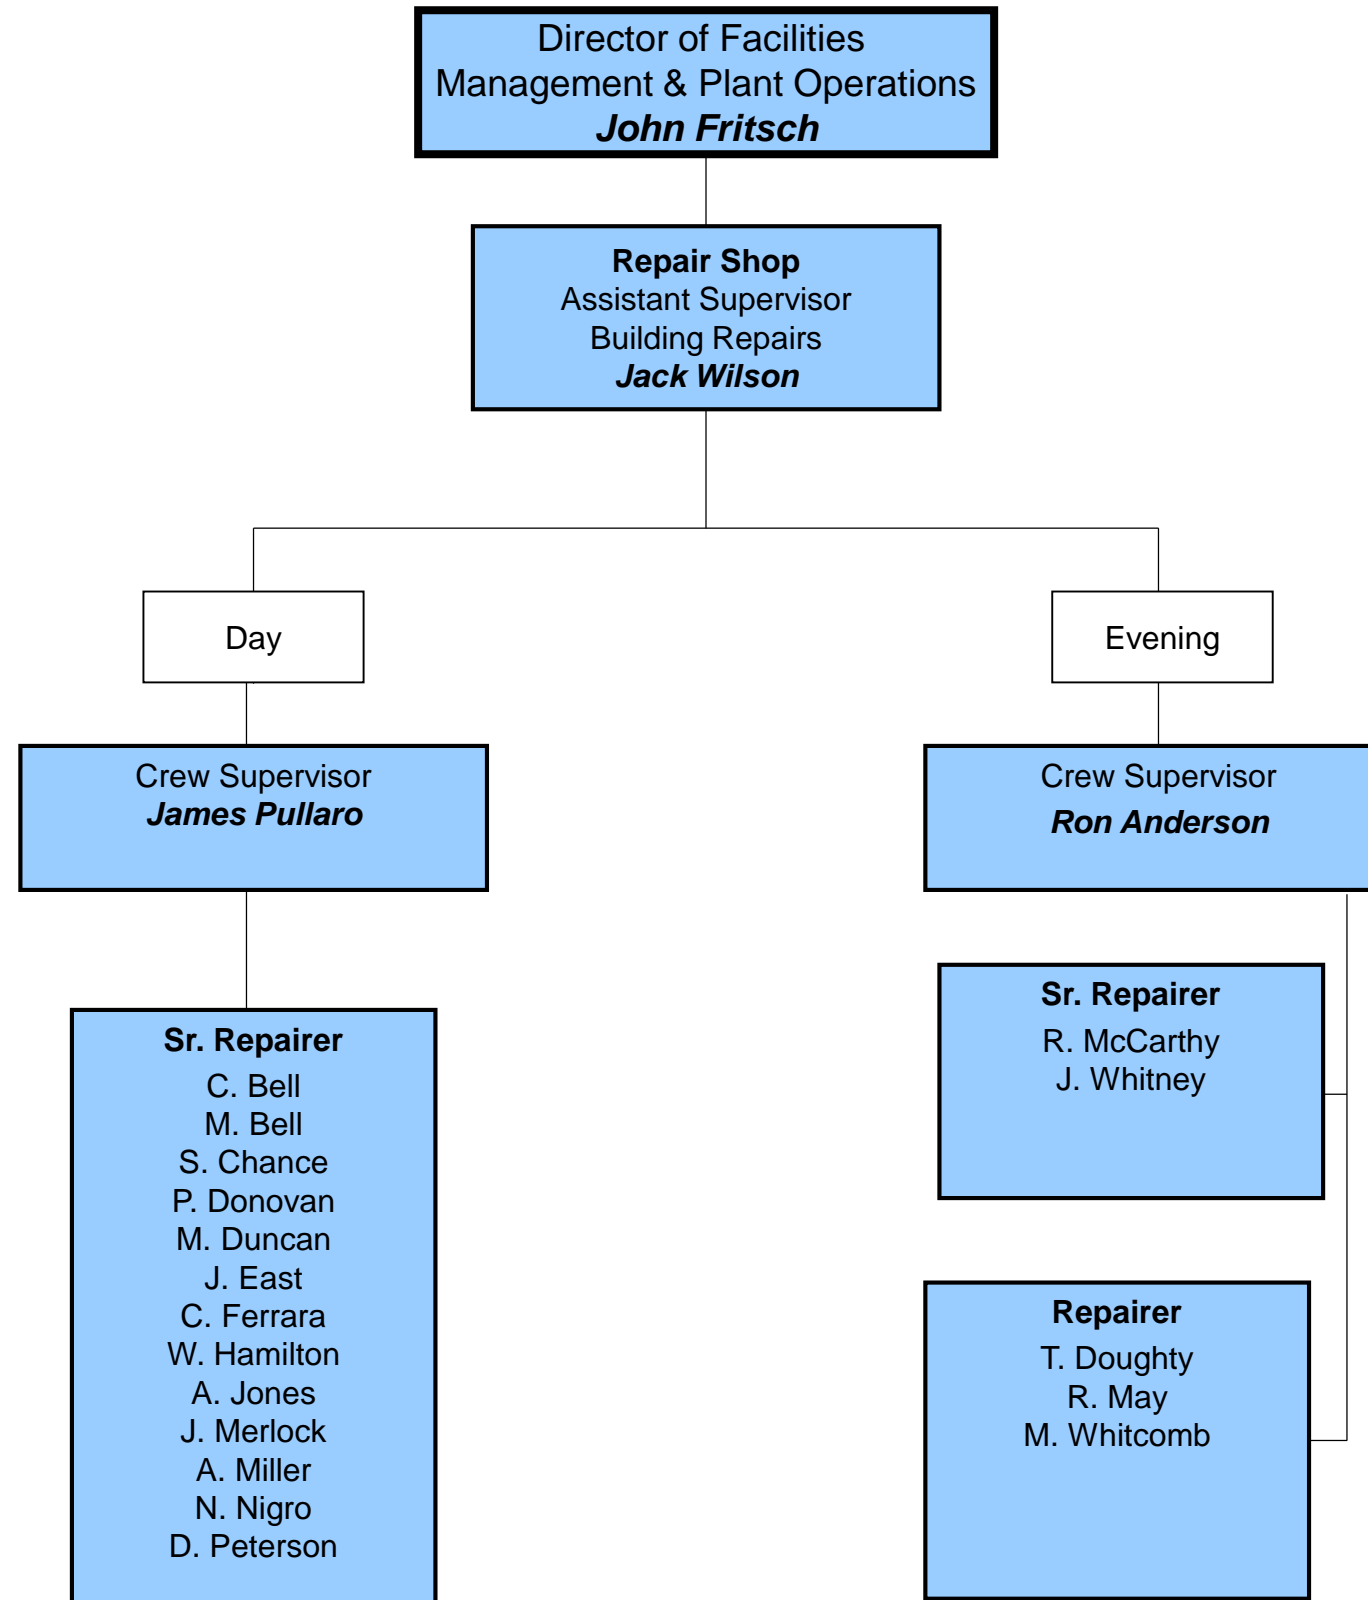 Director of Facilities
Management & Plant Operations
John Fritsch
Repair Shop
Assistant Supervisor
Building Repairs
Jack Wilson
Day
Evening
Crew Supervisor
James Pullaro
Crew Supervisor
Ron Anderson
Sr. Repairer
C. Bell
M. Bell
S. Chance
P. Donovan
M. Duncan
J. East
C. Ferrara
W. Hamilton
A. Jones
J. Merlock
A. Miller
N. Nigro
D. Peterson
Sr. Repairer
R. McCarthy
J. Whitney
Repairer
T. Doughty
R. May
M. Whitcomb